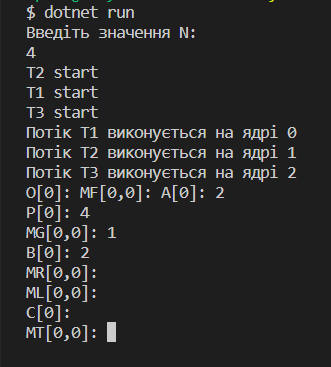 $ dotnet run
Введіть значення N:
4
T2 start
T1 start
T3 start
Потік T1 виконується на ядрі 0
Потік T2 виконується на ядрі 1
Потік T3 виконується на ядрі 2
O[0]: MF[0,0]: A[0]: 2
P[0]: 4
MG[0,0]: 1
B[0]: 2
MR[0,0]:
ML[0,0]:
C[0]:
MT[0,0]: